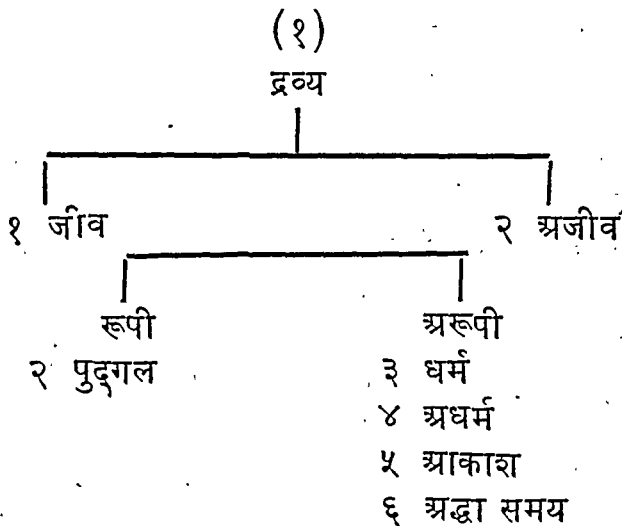 (१)
द्रव्य
१ जीव २ अजीव
रूपी अरूपी
२ पुद्गल ३ धर्म
४ अधर्म
५ आकाश
६ अद्धा समय